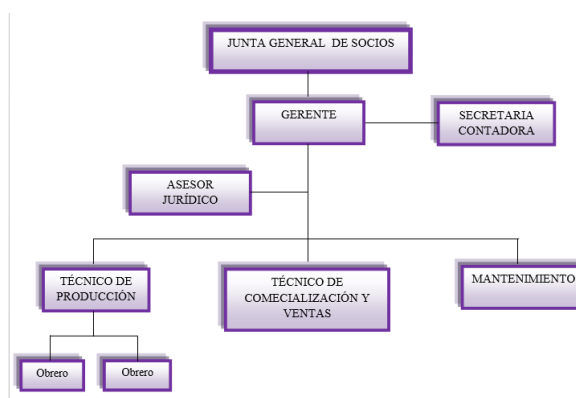 JUNTA GENERAL DE SOCIOS
GERENTE
SECRETARIA
CONTADORA
ASESOR
JURÍDICO
TÉCNICO DE
PRODUCCIÓN
TÉCNICO DE
COMECIALIZACIÓN Y
VENTAS
MANTENIMIENTO
Obrero
Obrero